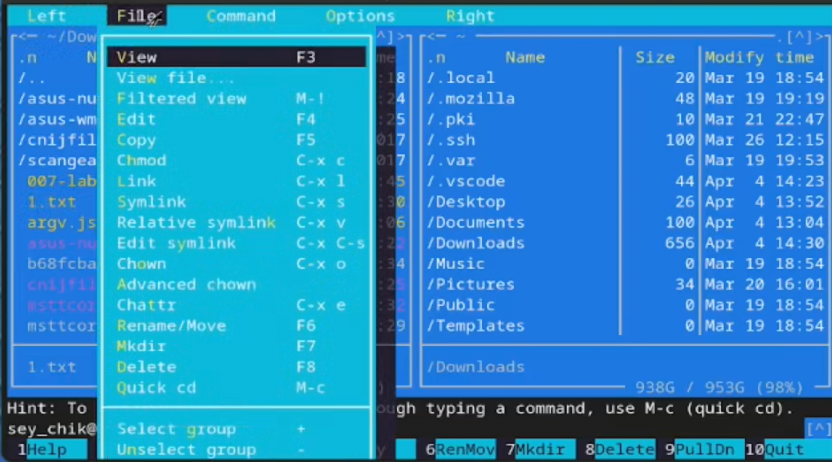 Left File Command Options Right
<— ~/Dow ^]> <— ~ .[^]>
.n N me .n Name Size Modify time
View F3
/.. View file... :18 /.local 20 Mar 19 18:54
/asus-nu Filtered view M-! :24 /.mozilla 48 Mar 19 19:19
/asus-wm Edit F4 :25 /.pki 10 Mar 21 22:47
/cnijfil Copy F5 017 /.ssh 100 Mar 26 12:15
/scangea Chmod C-x c 017 /.var 6 Mar 19 19:53
007-lab Link C-x l :45 /.vscode 44 Apr 4 14:23
1.txt Symlink C-x s :30 /Desktop 26 Apr 4 13:52
argv.js Relative symlink C-x v :06 /Documents 100 Apr 4 13:04
asus-nu Edit symlink C-x C-s :22 /Downloads 656 Apr 4 14:30
b68fcba Chown C-x o :34 /Music 0 Mar 19 18:54
cnijfil Advanced chown :25 /Pictures 34 Mar 20 16:01
msttcor Chattr C-x e :32 /Public 0 Mar 19 18:54
msttcor Rename/Move F6 :29 /Templates 0 Mar 19 18:54
Mkdir F7
1.txt Delete F8 /Downloads
Quick cd M-c ) 938G / 953G (98%)
Hint: To ough typing a command, use M-c (quick cd).
sey_chik@ Select group + [^]
1Help Unselect group - y 6RenMov 7Mkdir 8Delete 9PullDn 10Quit